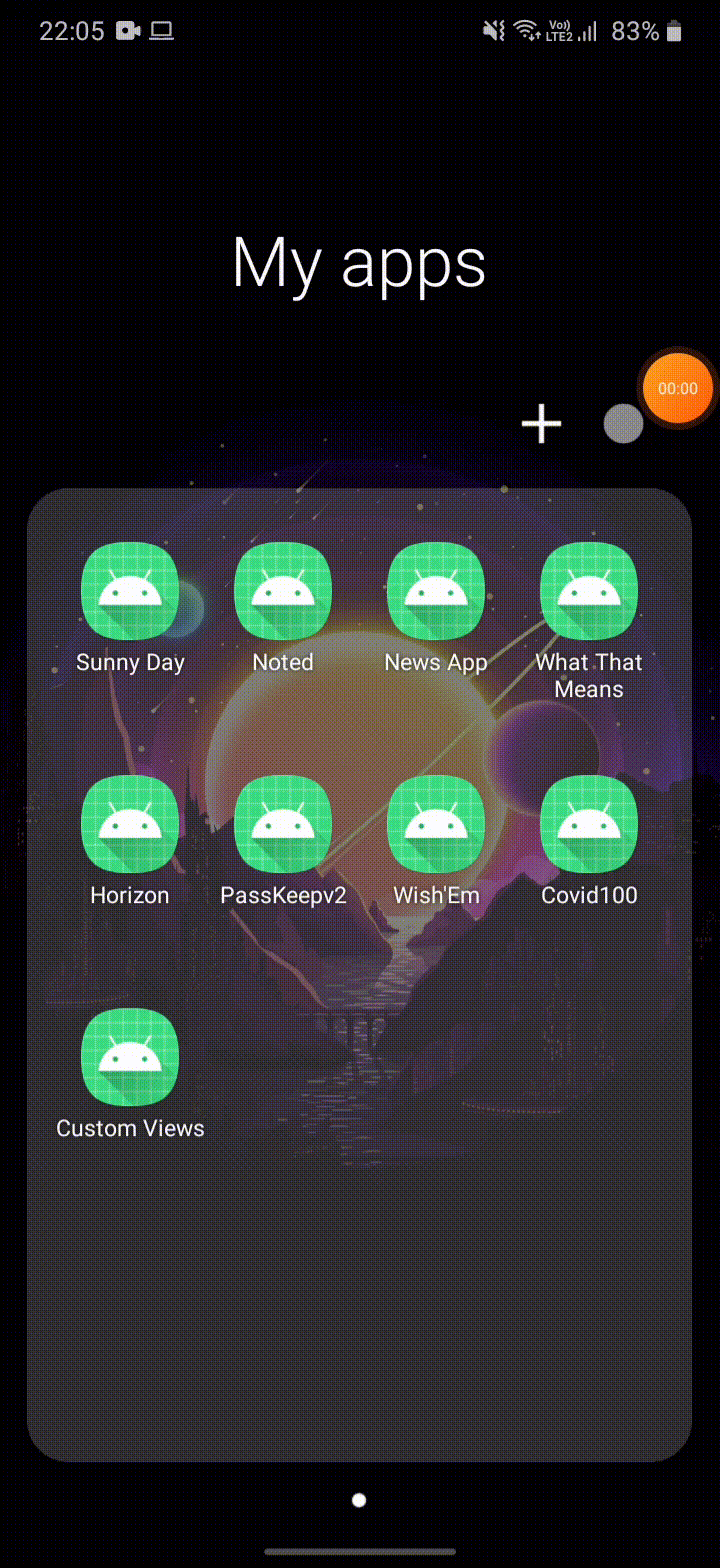 22:05
Vo))
LTE2
83%
My apps
00:00
Sunny Day
Noted
News App
What That
Means
Horizon
PassKeepv2
Wish'Em
Covid100
Custom Views